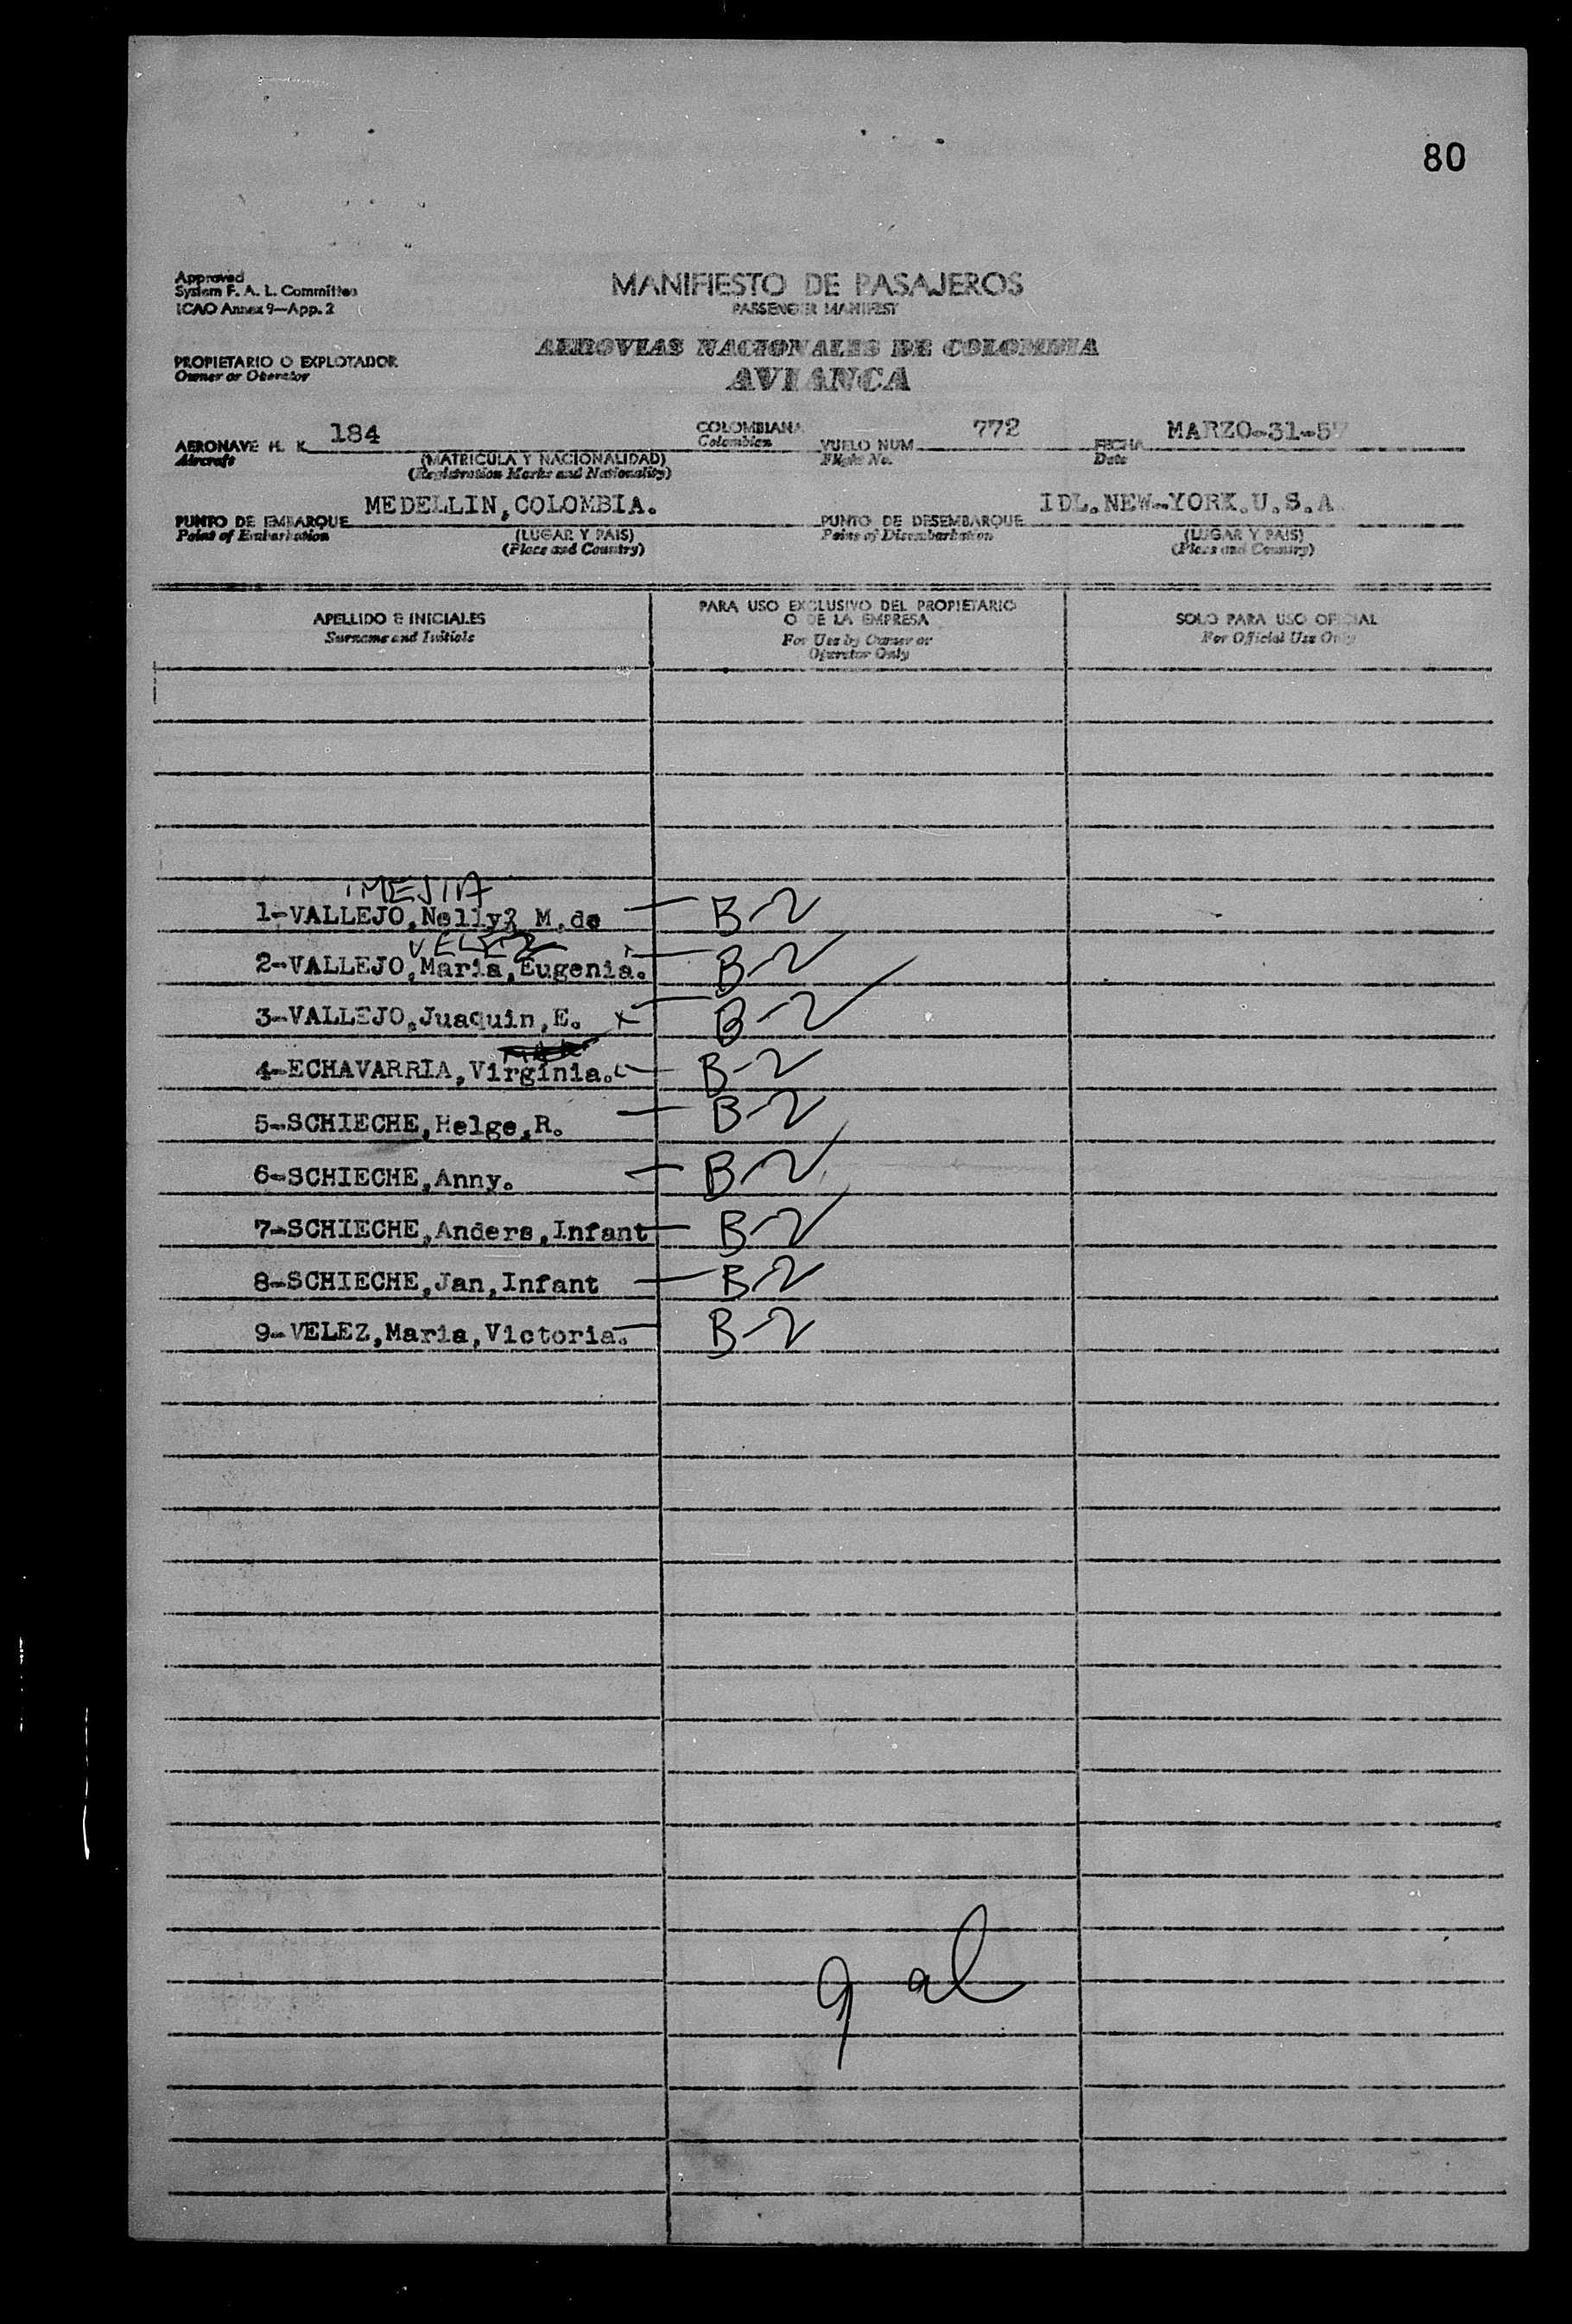 80
Approved
System F. A. L. Committee
ICAO Annex 9—App. 2
MANIFIESTO DE PASAJEROS
PASSENGER MANIFEST
PROPIETARIO O EXPLOTADOR
Owner or Operator
AEROVIAS NACIONALES DE COLOMBIA
AVIANCA
AERONAVE H. K. 184 COLOMBIANA VUELO NUM. 772 FECHA MARZO-31-57
Aircraft (MATRICULA Y NACIONALIDAD) Colombian Flight No. Date
(Registration Marks and Nationality)
PUNTO DE EMBARQUE MEDELLIN,COLOMBIA. PUNTO DE DESEMBARQUE IDL.NEW-YORK.U.S.A.
Point of Embarkation (LUGAR Y PAIS) Point of Disembarkation (LUGAR Y PAIS)
(Place and Country) (Place and Country)
APELLIDO E INICIALES PARA USO EXCLUSIVO DEL PROPIETARIO SOLO PARA USO OFICIAL
O DE LA EMPRESA
Surname and Initials For Use by Owner or For Official Use Only
Operator Only
MEJIA
1-VALLEJO,Nelly M.de B-2
VELEZ
2-VALLEJO,Maria,Eugenia. B-2
3-VALLEJO,Juaquin,E. X B-2
4-ECHAVARRIA,Virginia. B-2
5-SCHIECHE,Helge,R. B-2
6-SCHIECHE,Anny. B-2
7-SCHIECHE,Anders,Infant B-2
8-SCHIECHE,Jan,Infant B-2
9-VELEZ,Maria,Victoria. B-2
9 al